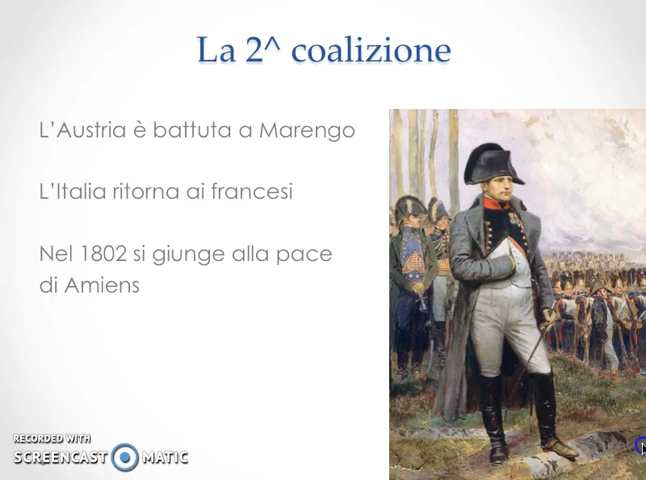 La 2^ coalizione
L'Austria è battuta a Marengo
L'Italia ritorna ai francesi
Nel 1802 si giunge alla pace
di Amiens
RECORDED WITH
SCREENCAST MATIC